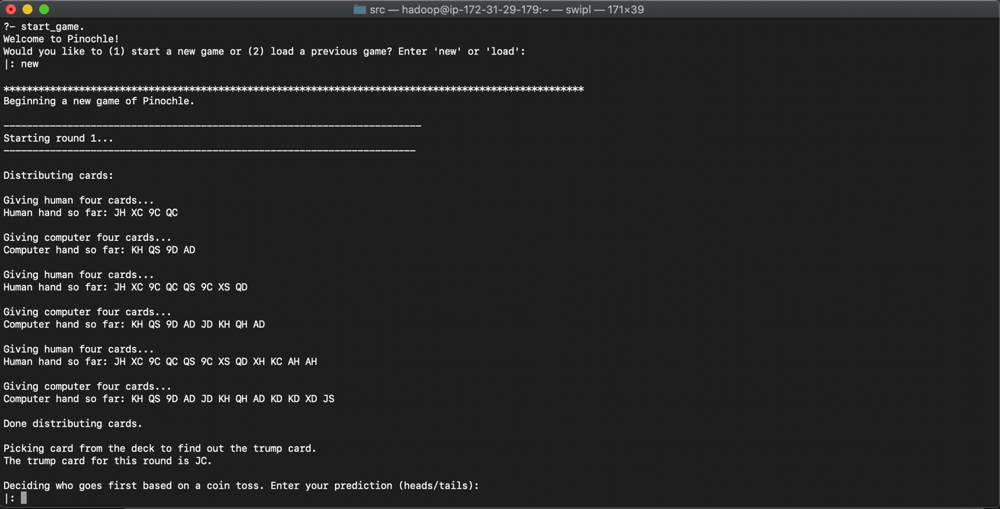 src — hadoop@ip-172-31-29-179:~ — swipl — 171×39
?- start_game.
Welcome to Pinochle!
Would you like to (1) start a new game or (2) load a previous game? Enter 'new' or 'load':
|: new
****************************************************************************************************
Beginning a new game of Pinochle.
------------------------------------------------------------------------
Starting round 1...
-----------------------------------------------------------------------
Distributing cards:
Giving human four cards...
Human hand so far: JH XC 9C QC
Giving computer four cards...
Computer hand so far: KH QS 9D AD
Giving human four cards...
Human hand so far: JH XC 9C QC QS 9C XS QD
Giving computer four cards...
Computer hand so far: KH QS 9D AD JD KH QH AD
Giving human four cards...
Human hand so far: JH XC 9C QC QS 9C XS QD XH KC AH AH
Giving computer four cards...
Computer hand so far: KH QS 9D AD JD KH QH AD KD KD XD JS
Done distributing cards.
Picking card from the deck to find out the trump card.
The trump card for this round is JC.
Deciding who goes first based on a coin toss. Enter your prediction (heads/tails):
|: